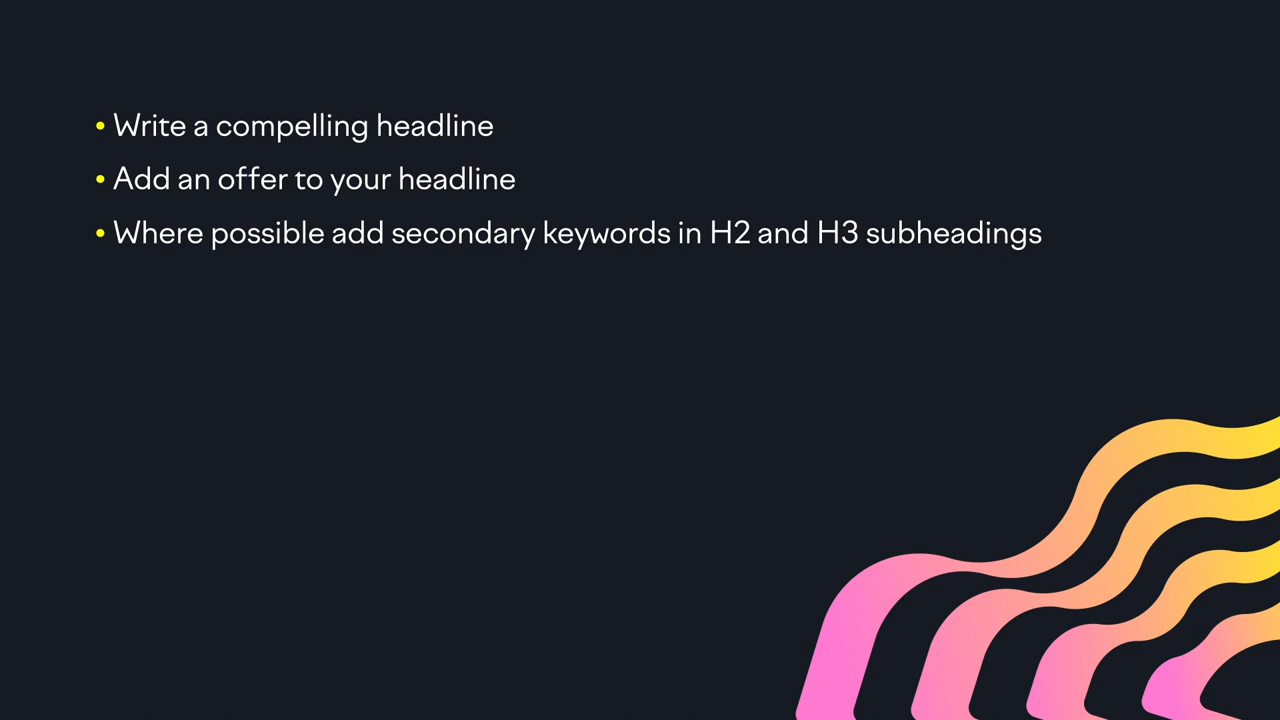 • Write a compelling headline
• Add an offer to your headline
• Where possible add secondary keywords in H2 and H3 subheadings